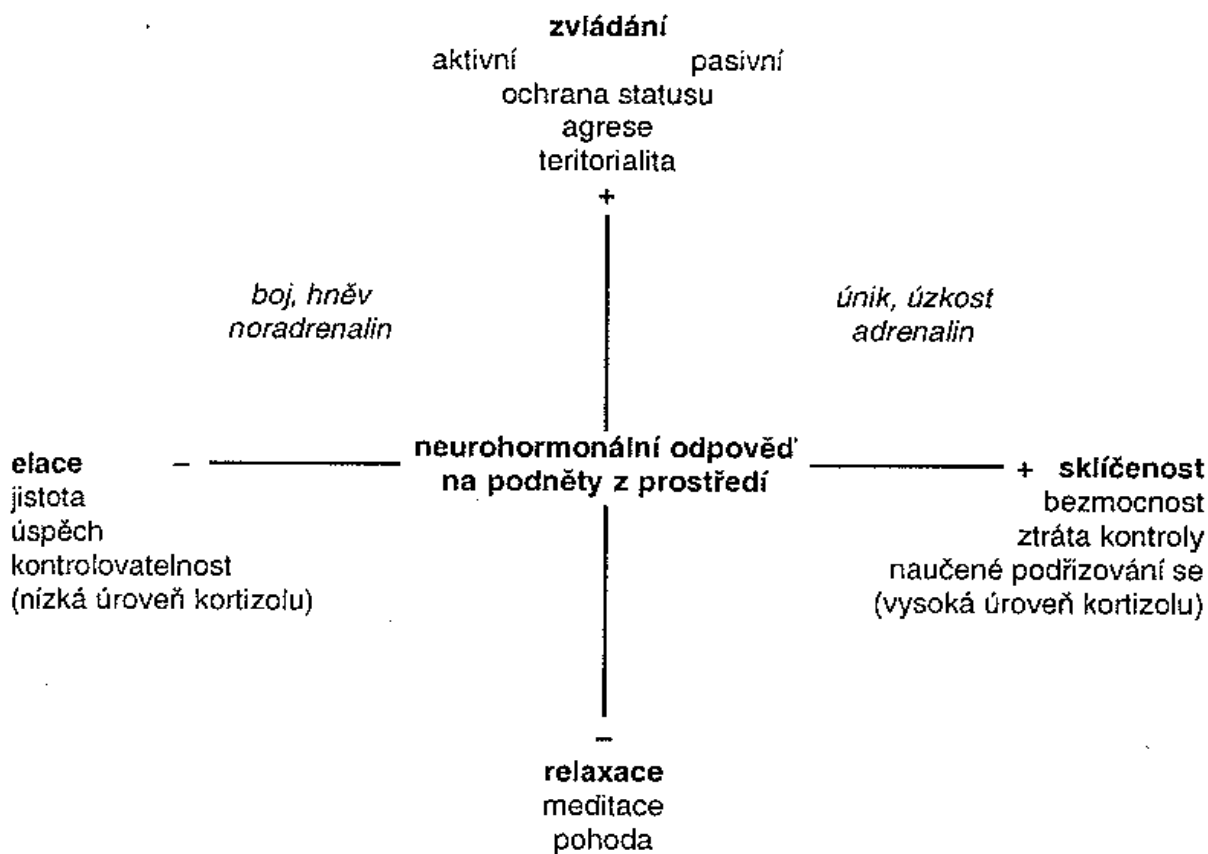 zvládání
aktivní pasivní
ochrana statusu
agrese
teritorialita
+
boj, hněv
noradrenalin
únik, úzkost
adrenalin
neurohormonální odpověď
na podněty z prostředí
elace –
jistota
úspěch
kontrolovatelnost
(nízká úroveň kortizolu)
+ sklíčenost
bezmocnost
ztráta kontroly
naučené podřizování se
(vysoká úroveň kortizolu)
–
relaxace
meditace
pohoda